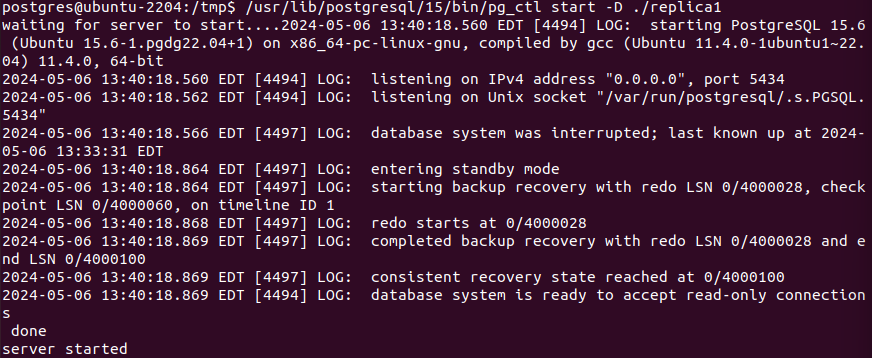 postgres@ubuntu-2204:/tmp$ /usr/lib/postgresql/15/bin/pg_ctl start -D ./replica1
waiting for server to start....2024-05-06 13:40:18.560 EDT [4494] LOG:  starting PostgreSQL 15.6
 (Ubuntu 15.6-1.pgdg22.04+1) on x86_64-pc-linux-gnu, compiled by gcc (Ubuntu 11.4.0-1ubuntu1~22.
04) 11.4.0, 64-bit
2024-05-06 13:40:18.560 EDT [4494] LOG:  listening on IPv4 address "0.0.0.0", port 5434
2024-05-06 13:40:18.562 EDT [4494] LOG:  listening on Unix socket "/var/run/postgresql/.s.PGSQL.
5434"
2024-05-06 13:40:18.566 EDT [4497] LOG:  database system was interrupted; last known up at 2024-
05-06 13:33:31 EDT
2024-05-06 13:40:18.864 EDT [4497] LOG:  entering standby mode
2024-05-06 13:40:18.864 EDT [4497] LOG:  starting backup recovery with redo LSN 0/4000028, check
point LSN 0/4000060, on timeline ID 1
2024-05-06 13:40:18.868 EDT [4497] LOG:  redo starts at 0/4000028
2024-05-06 13:40:18.869 EDT [4497] LOG:  completed backup recovery with redo LSN 0/4000028 and e
nd LSN 0/4000100
2024-05-06 13:40:18.869 EDT [4497] LOG:  consistent recovery state reached at 0/4000100
2024-05-06 13:40:18.869 EDT [4494] LOG:  database system is ready to accept read-only connection
s
 done
server started